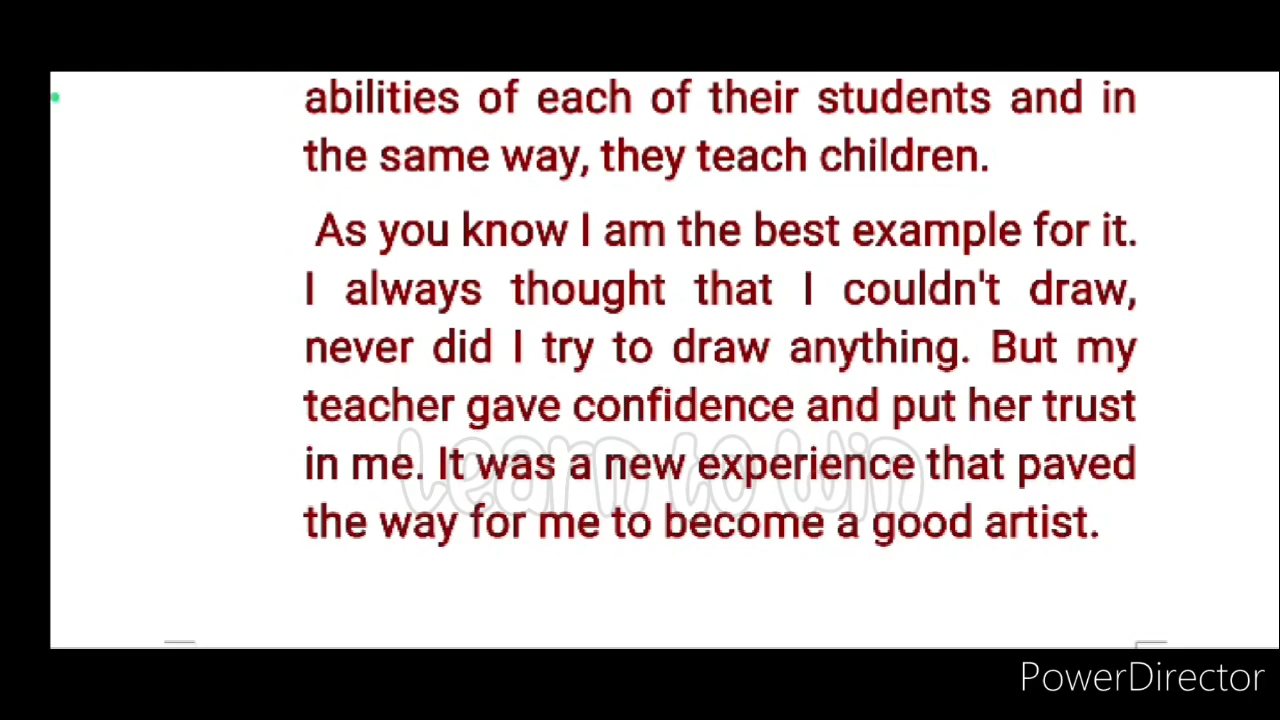 abilities of each of their students and in
the same way, they teach children.
As you know I am the best example for it.
I always thought that I couldn't draw,
never did I try to draw anything. But my
teacher gave confidence and put her trust
in me. It was a new experience that paved
the way for me to become a good artist.
Learn to Win
PowerDirector